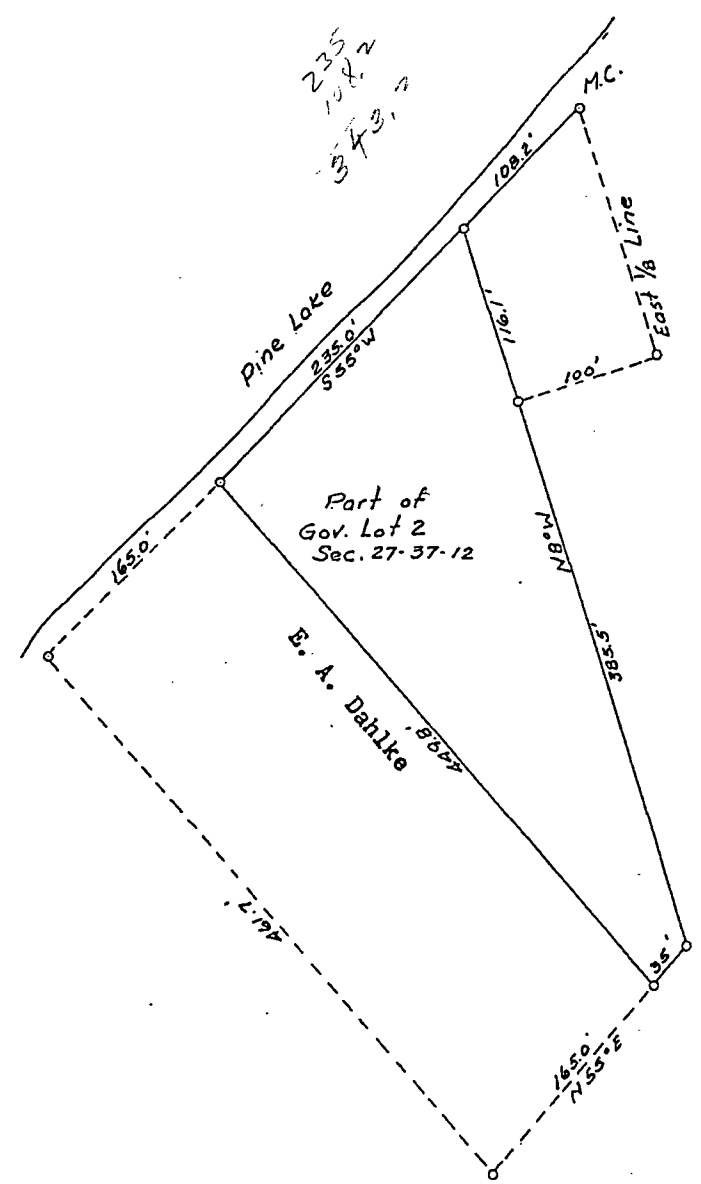 235
108.2
343.2
M.C.
108.2'
Pine Lake
235.0'
S 55° W
116.1'
East 1/8 Line
100'
Part of
Gov. Lot 2
Sec. 27-37-12
N8°W
165.0'
385.5'
E. A. Dahlke
449.8'
461.7'
35'
165.0'
N 55° E